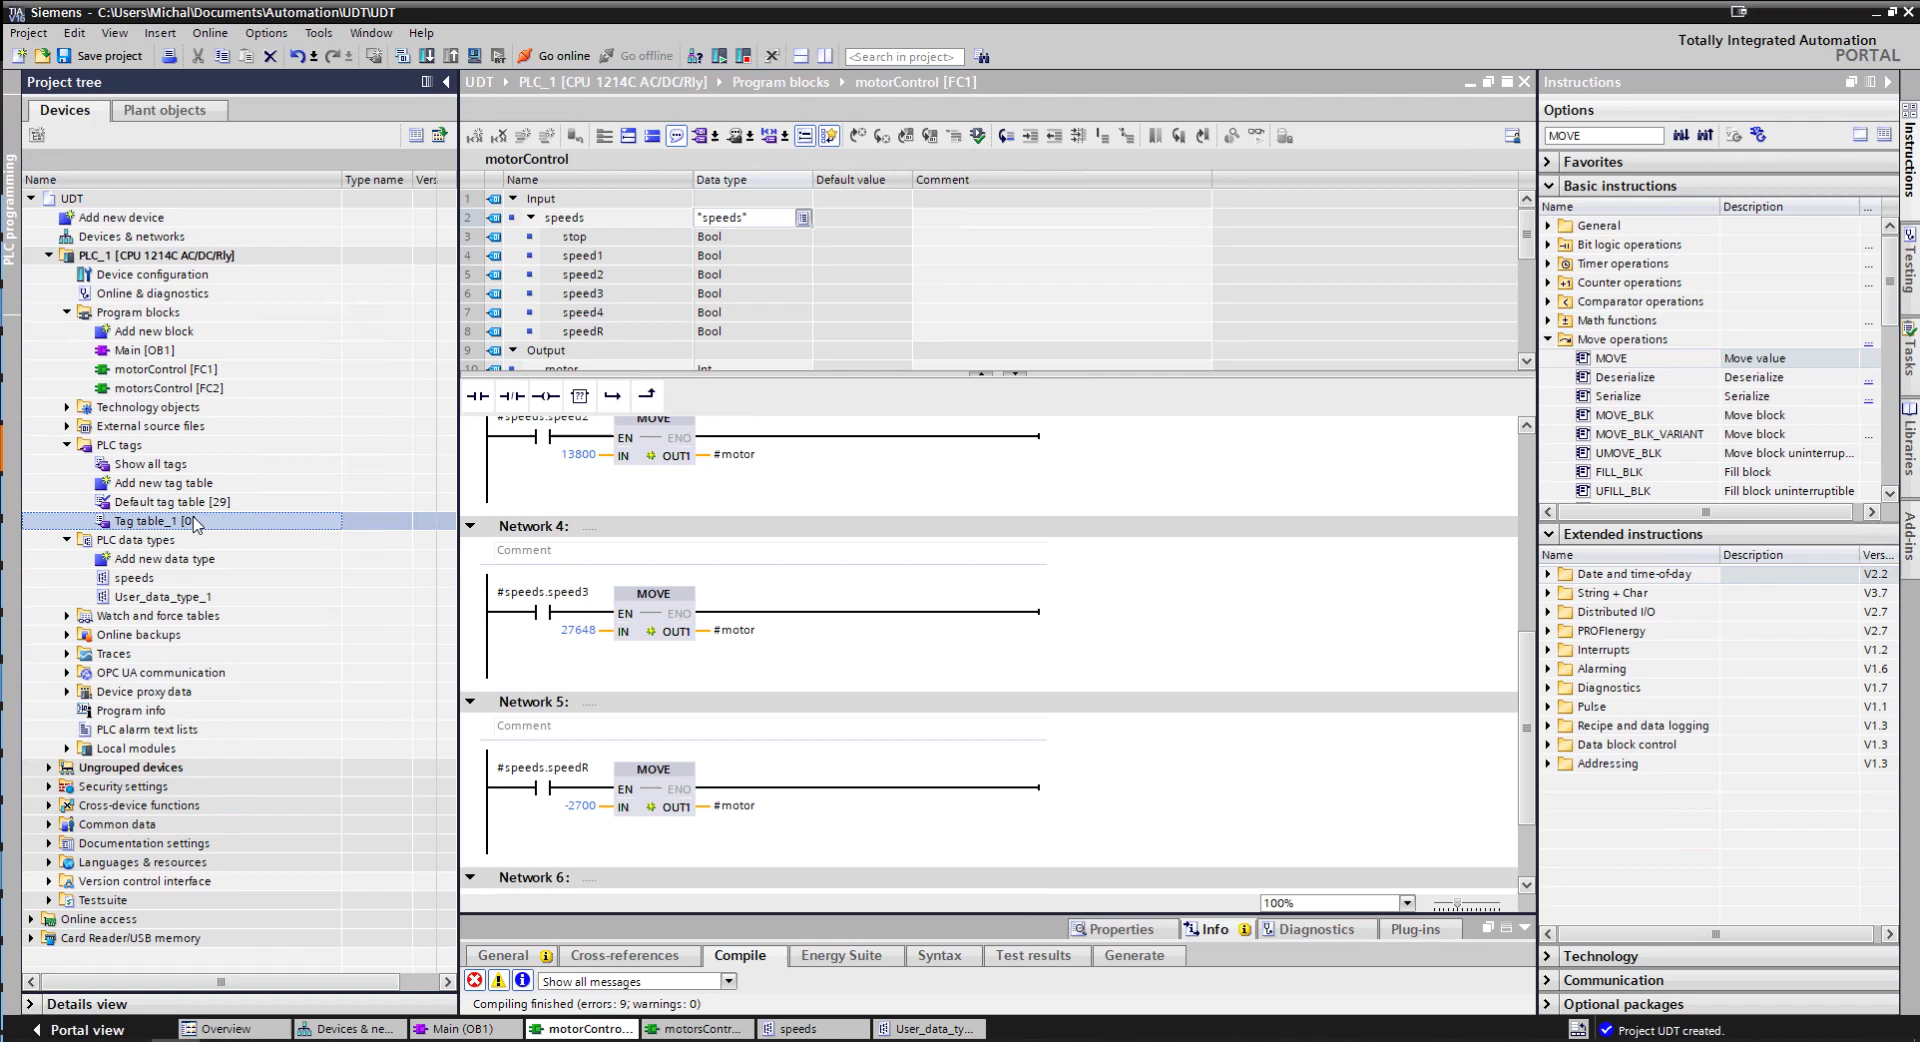 Siemens - C:\Users\Michal\Documents\Automation\UDT\UDT
Project Edit View Insert Online Options Tools Window Help
Totally Integrated Automation
PORTAL
Save project Go online Go offline <Search in project>
Project tree
Devices Plant objects
PLC programming
Name Type name Vers
UDT
Add new device
Devices & networks
PLC_1 [CPU 1214C AC/DC/Rly]
Device configuration
Online & diagnostics
Program blocks
Add new block
Main [OB1]
motorControl [FC1]
motorsControl [FC2]
Technology objects
External source files
PLC tags
Show all tags
Add new tag table
Default tag table [29]
Tag table_1 [0
PLC data types
Add new data type
speeds
User_data_type_1
Watch and force tables
Online backups
Traces
OPC UA communication
Device proxy data
Program info
PLC alarm text lists
Local modules
Ungrouped devices
Security settings
Cross-device functions
Common data
Documentation settings
Languages & resources
Version control interface
Testsuite
Online access
Card Reader/USB memory
Details view
UDT PLC_1 [CPU 1214C AC/DC/Rly] Program blocks motorControl [FC1]
motorControl
Name Data type Default value Comment
1 Input
2 speeds "speeds"
3 stop Bool
4 speed1 Bool
5 speed2 Bool
6 speed3 Bool
7 speed4 Bool
8 speedR Bool
9 Output
10 motor Int
#speeds.speed2 MOVE
EN ENO
13800 IN OUT1 #motor
Network 4: .....
Comment
#speeds.speed3 MOVE
EN ENO
27648 IN OUT1 #motor
Network 5: .....
Comment
#speeds.speedR MOVE
EN ENO
-2700 IN OUT1 #motor
Network 6: .....
100%
Properties Info Diagnostics Plug-ins
General Cross-references Compile Energy Suite Syntax Test results Generate
Show all messages
Compiling finished (errors: 9; warnings: 0)
Instructions
Options
MOVE
Favorites
Basic instructions
Name Description ...
General
Bit logic operations ...
Timer operations ...
Counter operations ...
Comparator operations
Math functions ...
Move operations ...
MOVE Move value
Deserialize Deserialize ...
Serialize Serialize ...
MOVE_BLK Move block
MOVE_BLK_VARIANT Move block ...
UMOVE_BLK Move block uninterrup...
FILL_BLK Fill block
UFILL_BLK Fill block uninterruptible
Extended instructions
Name Description Vers...
Date and time-of-day V2.2
String + Char V3.7
Distributed I/O V2.7
PROFIenergy V2.7
Interrupts V1.2
Alarming V1.6
Diagnostics V1.7
Pulse V1.1
Recipe and data logging V1.3
Data block control V1.3
Addressing V1.3
Technology
Communication
Optional packages
Instructions
Testing
Tasks
Libraries
Add-ins
Portal view Overview Devices & ne... Main (OB1) motorContro... motorsContr... speeds User_data_ty... Project UDT created.